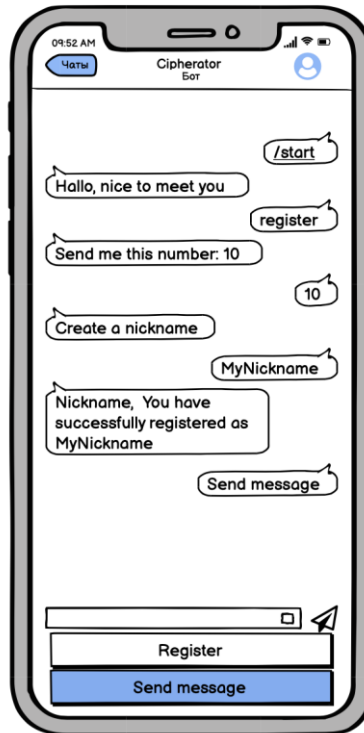 09:52 AM
Чаты
Cipherator
Бот
/start
Hallo, nice to meet you
register
Send me this number: 10
10
Create a nickname
MyNickname
Nickname, You have
successfully registered as
MyNickname
Send message
Register
Send message